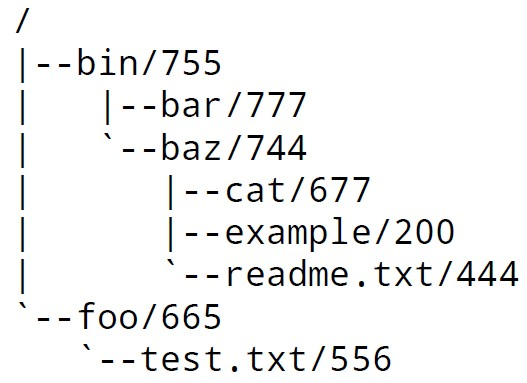 /
|--bin/755
|   |--bar/777
|   `--baz/744
|      |--cat/677
|      |--example/200
|      `--readme.txt/444
`--foo/665
   `--test.txt/556